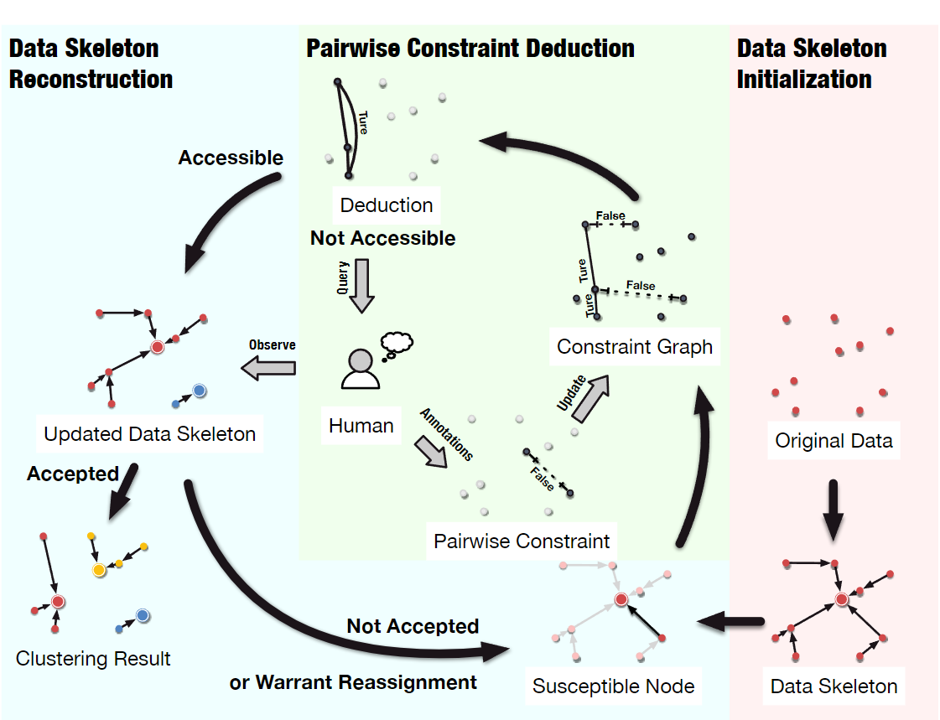 Data Skeleton
Reconstruction
Pairwise Constraint Deduction
Data Skeleton
Initialization
Ture
Accessible
Deduction
Not Accessible
Query
False
Ture
False
Ture
Constraint Graph
Observe
Human
Update
Annotations
False
Pairwise Constraint
Original Data
Updated Data Skeleton
Accepted
Clustering Result
Not Accepted
or Warrant Reassignment
Susceptible Node
Data Skeleton